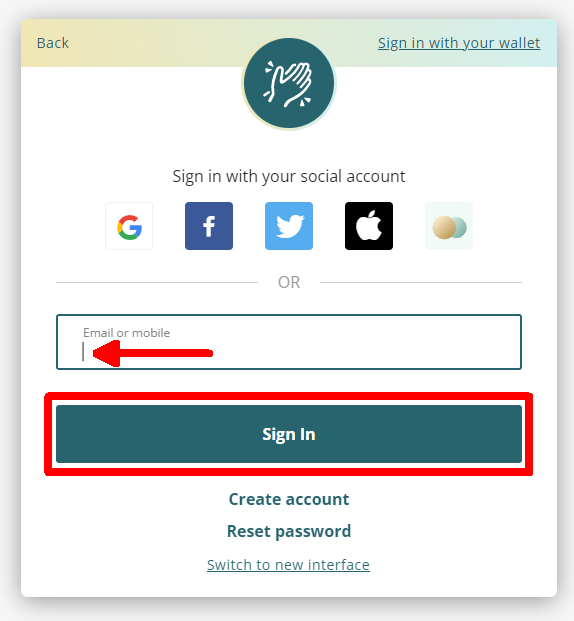 Back
Sign in with your wallet
Sign in with your social account
OR
Email or mobile
Sign In
Create account
Reset password
Switch to new interface